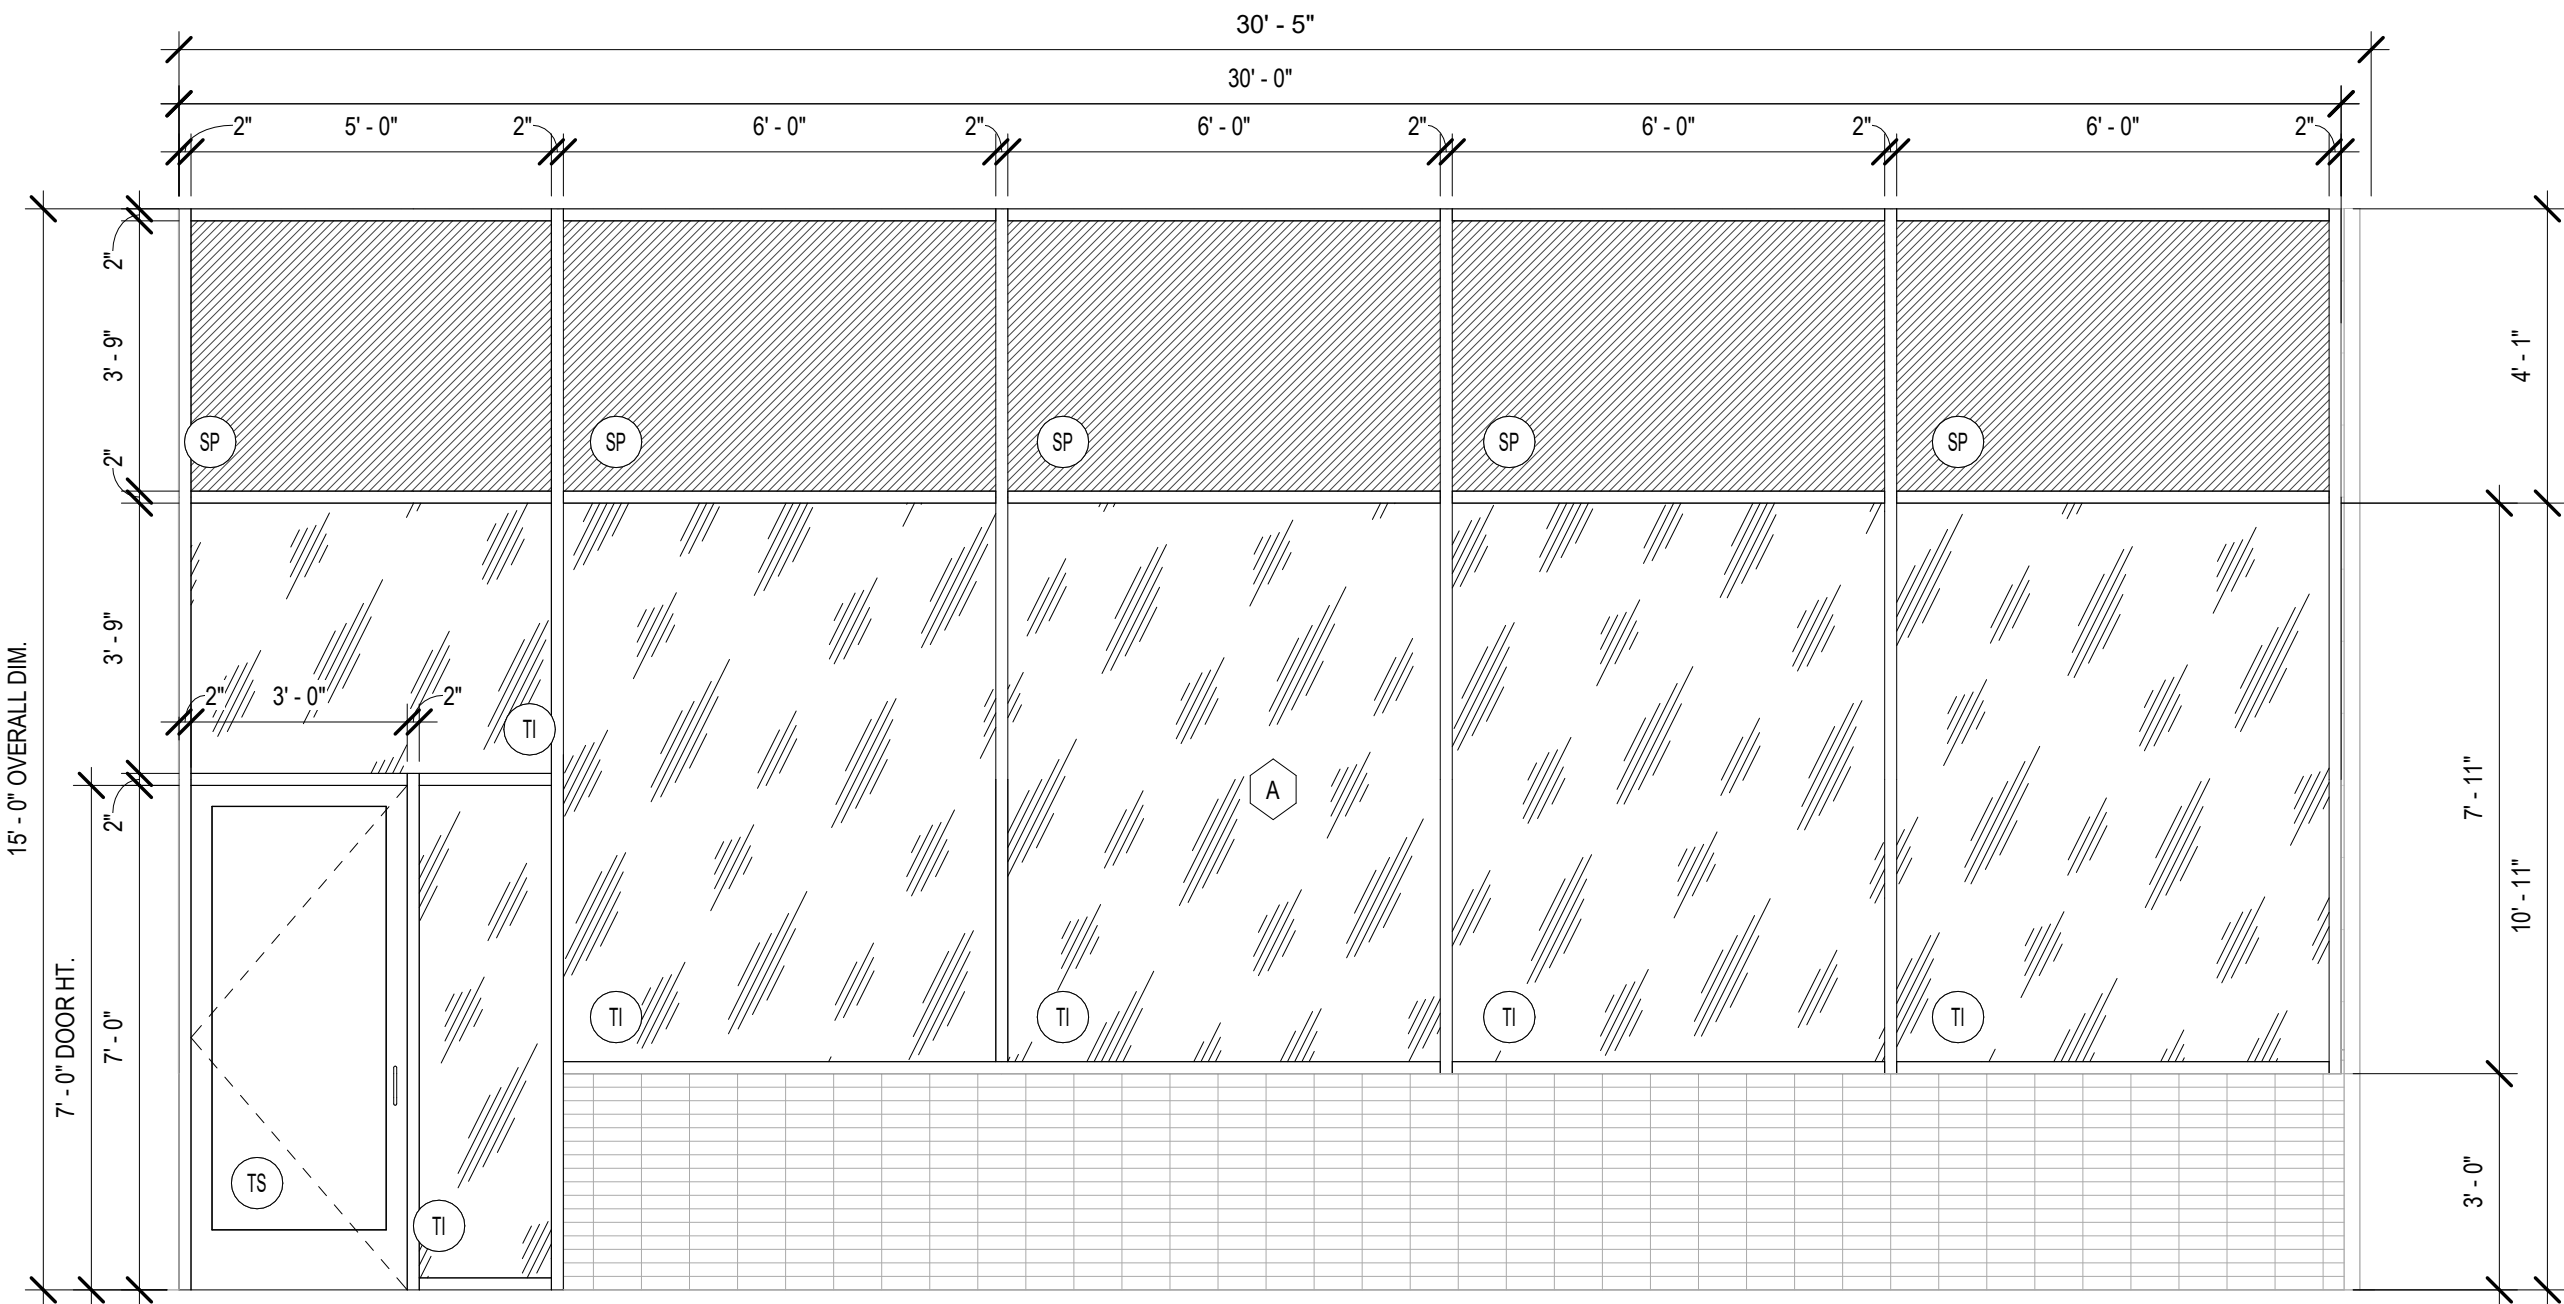 30' - 5"
30' - 0"
2" 5' - 0" 2" 6' - 0" 2" 6' - 0" 2" 6' - 0" 2" 6' - 0" 2"
2"
3' - 9"
4' - 1"
SP SP SP SP SP
2"
3' - 9"
15' - 0" OVERALL DIM.
2" 3' - 0" 2"
TI
A
2"
7' - 11"
10' - 11"
7' - 0" DOOR HT.
7' - 0"
TI TI TI TI
TS
TI
3' - 0"